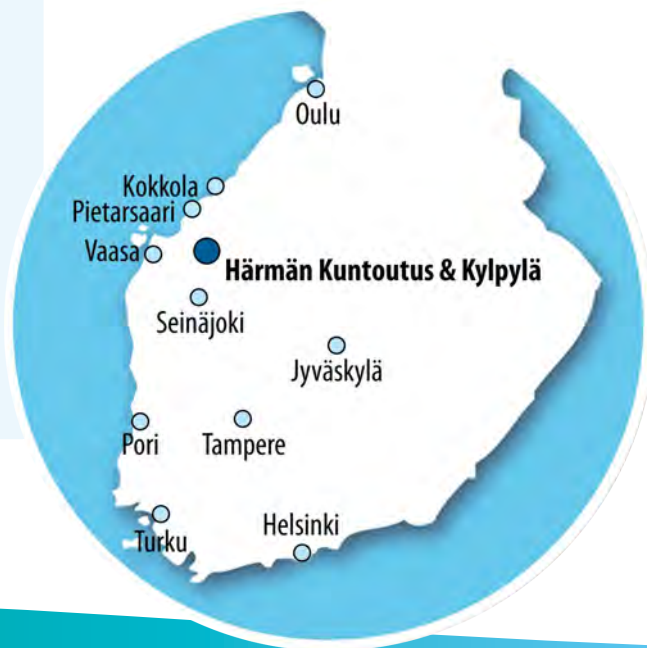 Oulu
Kokkola
Pietarsaari
Vaasa
Härmän Kuntoutus & Kylpylä
Seinäjoki
Jyväskylä
Pori
Tampere
Turku
Helsinki